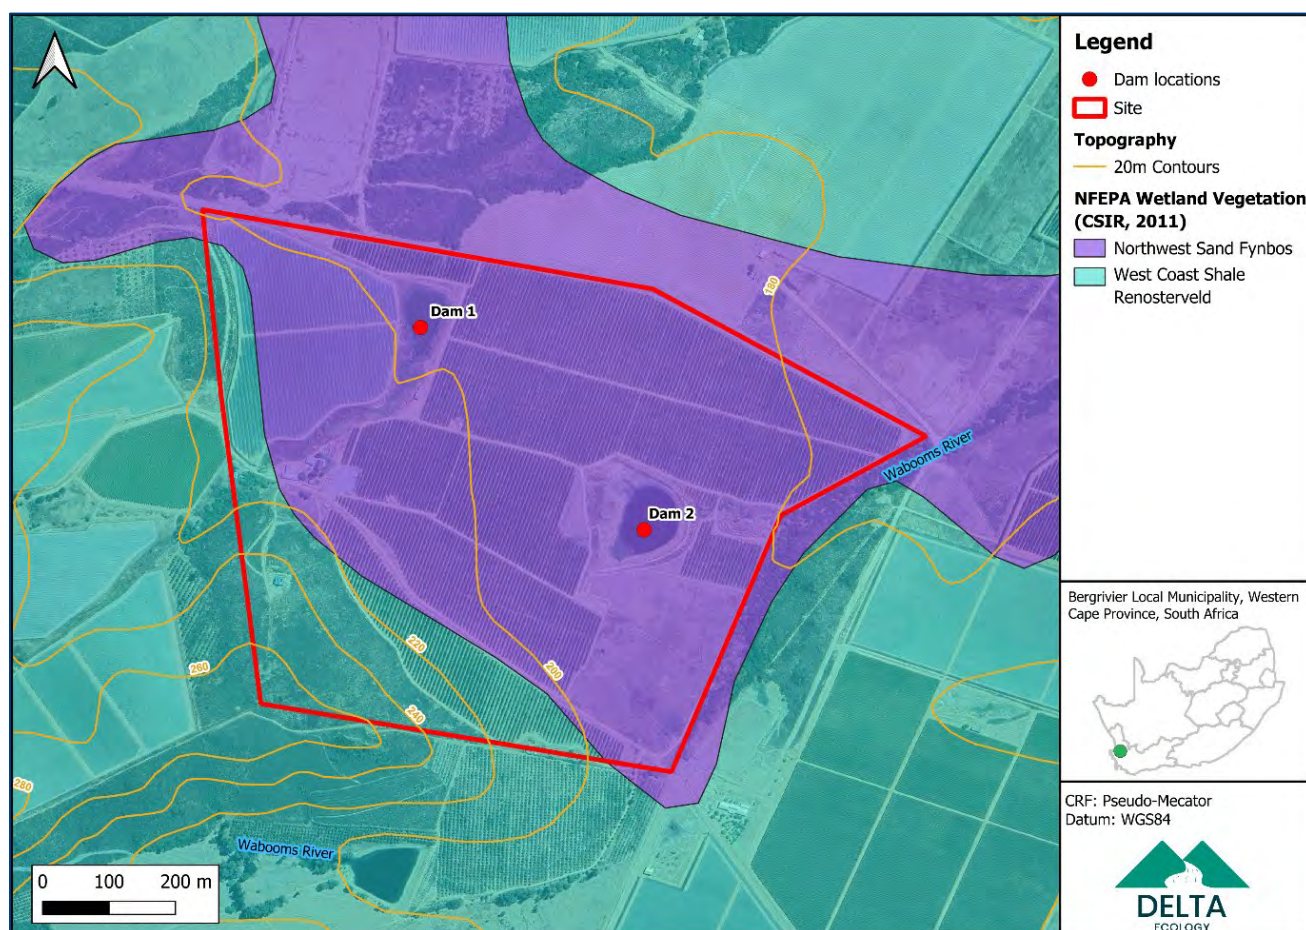 Legend
Dam locations
Site
Topography
20m Contours
NFEPA Wetland Vegetation
(CSIR, 2011)
Northwest Sand Fynbos
West Coast Shale
Renosterveld
180
Dam 1
Wabooms River
Dam 2
220
200
260
240
280
Wabooms River
0 100 200 m
Bergrivier Local Municipality, Western
Cape Province, South Africa
CRF: Pseudo-Mecator
Datum: WGS84
DELTA
ECOLOGY